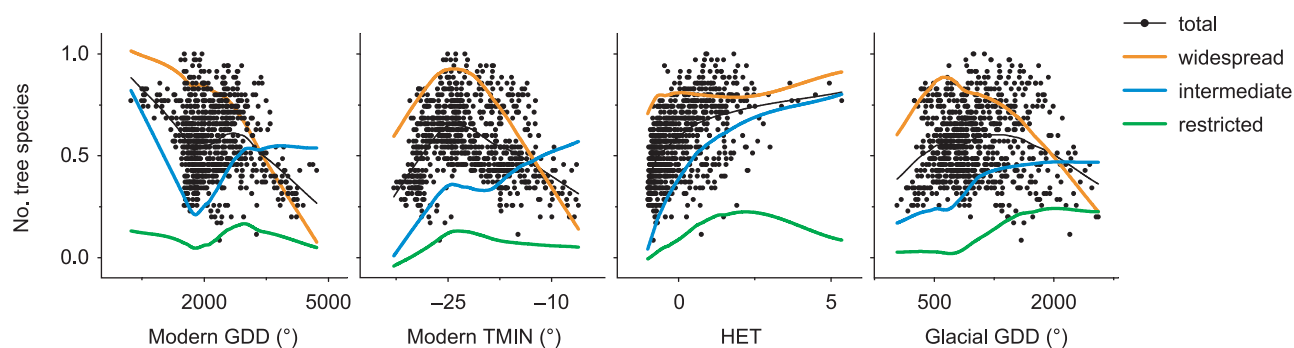 total
widespread
intermediate
restricted
No. tree species
1.0
0.5
0.0
2000 5000
–25 –10
0 5
500 2000
Modern GDD (°)
Modern TMIN (°)
HET
Glacial GDD (°)